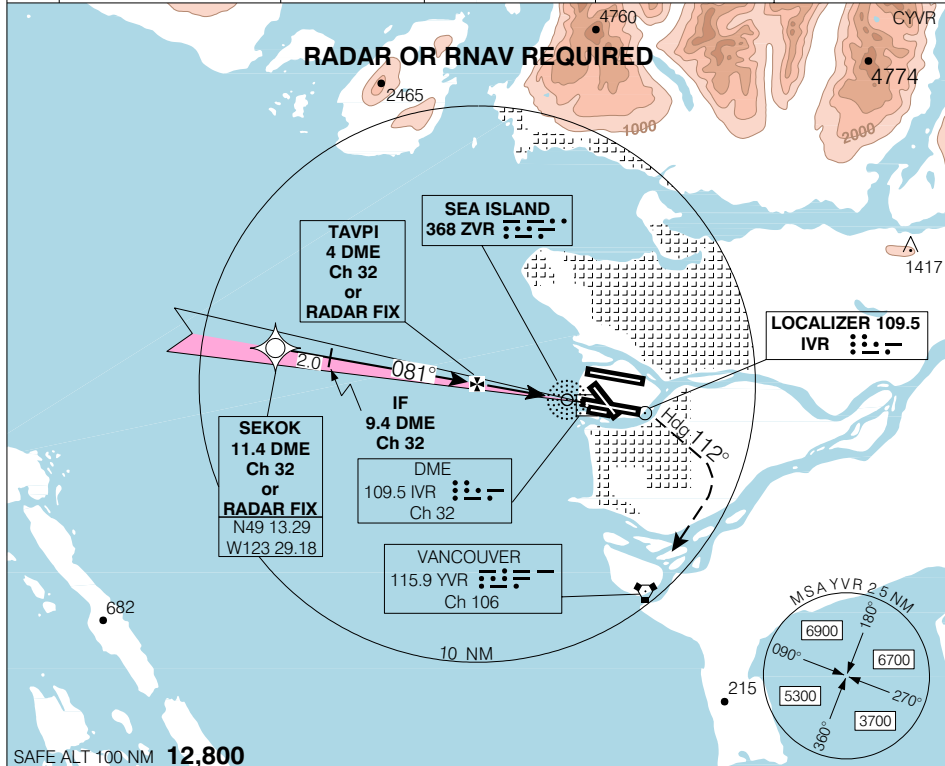 4760
CYVR
RADAR OR RNAV REQUIRED
4774
2465
1000
2000
SEA ISLAND
368 ZVR
TAVPI
4 DME
Ch 32
or
RADAR FIX
1417
LOCALIZER 109.5
IVR
2.0
081°
IF
9.4 DME
Ch 32
SEKOK
11.4 DME
Ch 32
or
RADAR FIX
N49 13.29
W123 29.18
Hdg 112°
DME
109.5 IVR
Ch 32
VANCOUVER
115.9 YVR
Ch 106
682
10 NM
215
MSA YVR 25 NM
180°
6900
090°
6700
5300
270°
3700
360°
SAFE ALT 100 NM 12,800